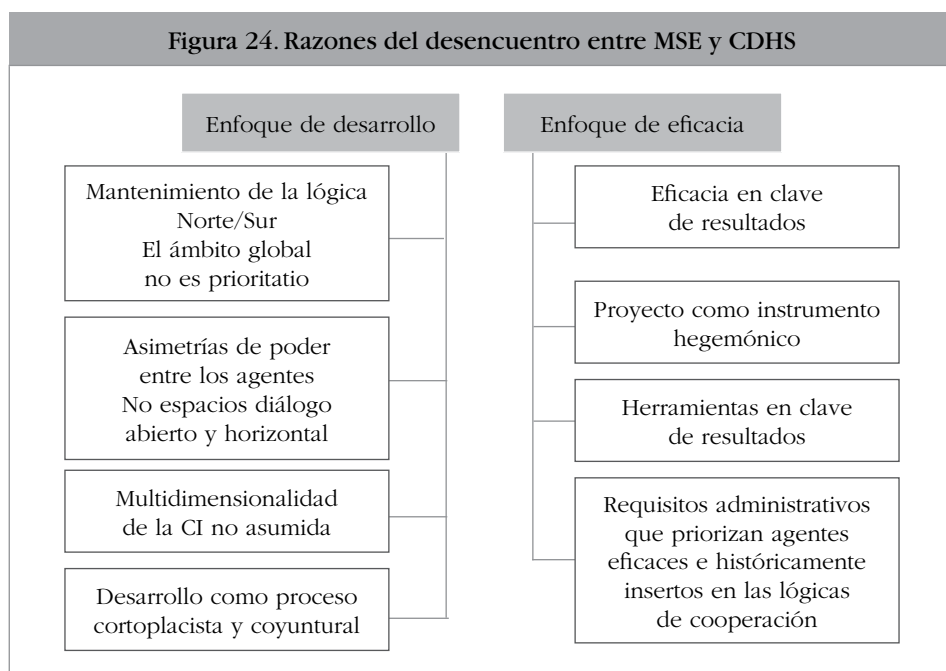 Figura 24. Razones del desencuentro entre MSE y CDHS
Enfoque de desarrollo
Mantenimiento de la lógica
Norte/Sur
El ámbito global
no es prioritatio
Asimetrías de poder
entre los agentes
No espacios diálogo
abierto y horizontal
Multidimensionalidad
de la CI no asumida
Desarrollo como proceso
cortoplacista y coyuntural
Enfoque de eficacia
Eficacia en clave
de resultados
Proyecto como instrumento
hegemónico
Herramientas en clave
de resultados
Requisitos administrativos
que priorizan agentes
eficaces e históricamente
insertos en las lógicas
de cooperación